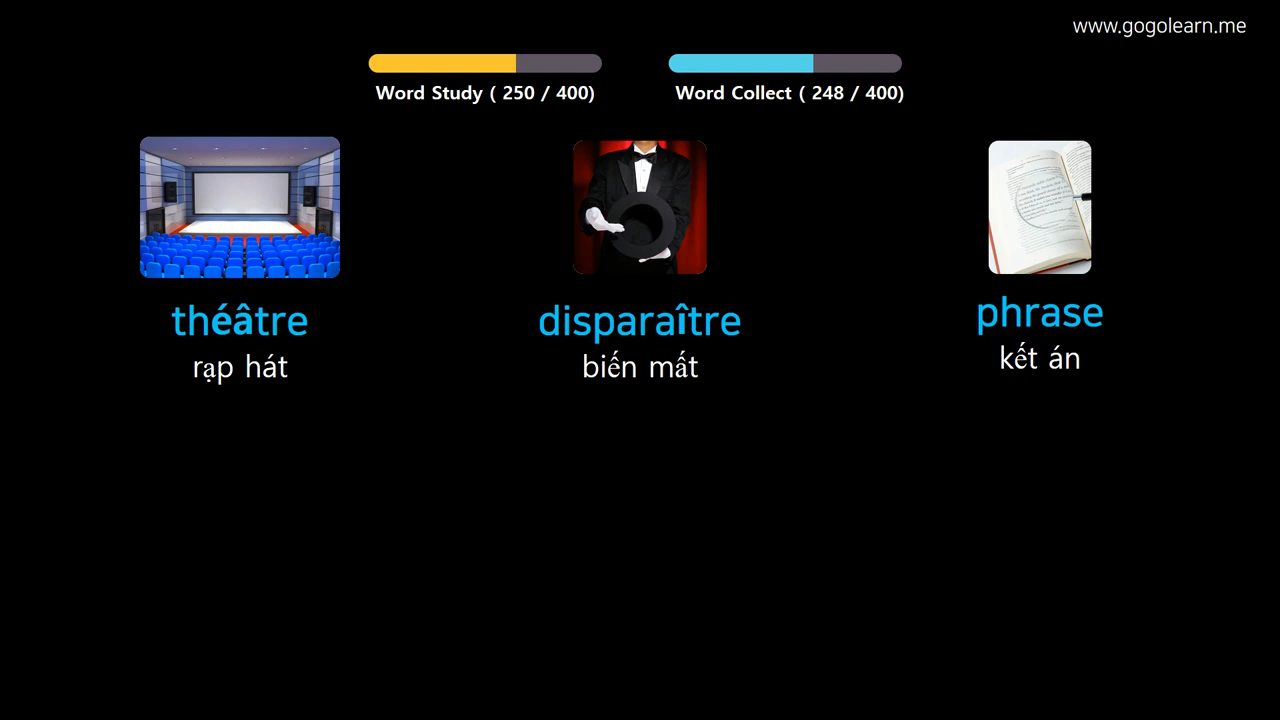 www.gogolearn.me
Word Study ( 250 / 400)
Word Collect ( 248 / 400)
théâtre
rạp hát
disparaître
biến mất
phrase
kết án